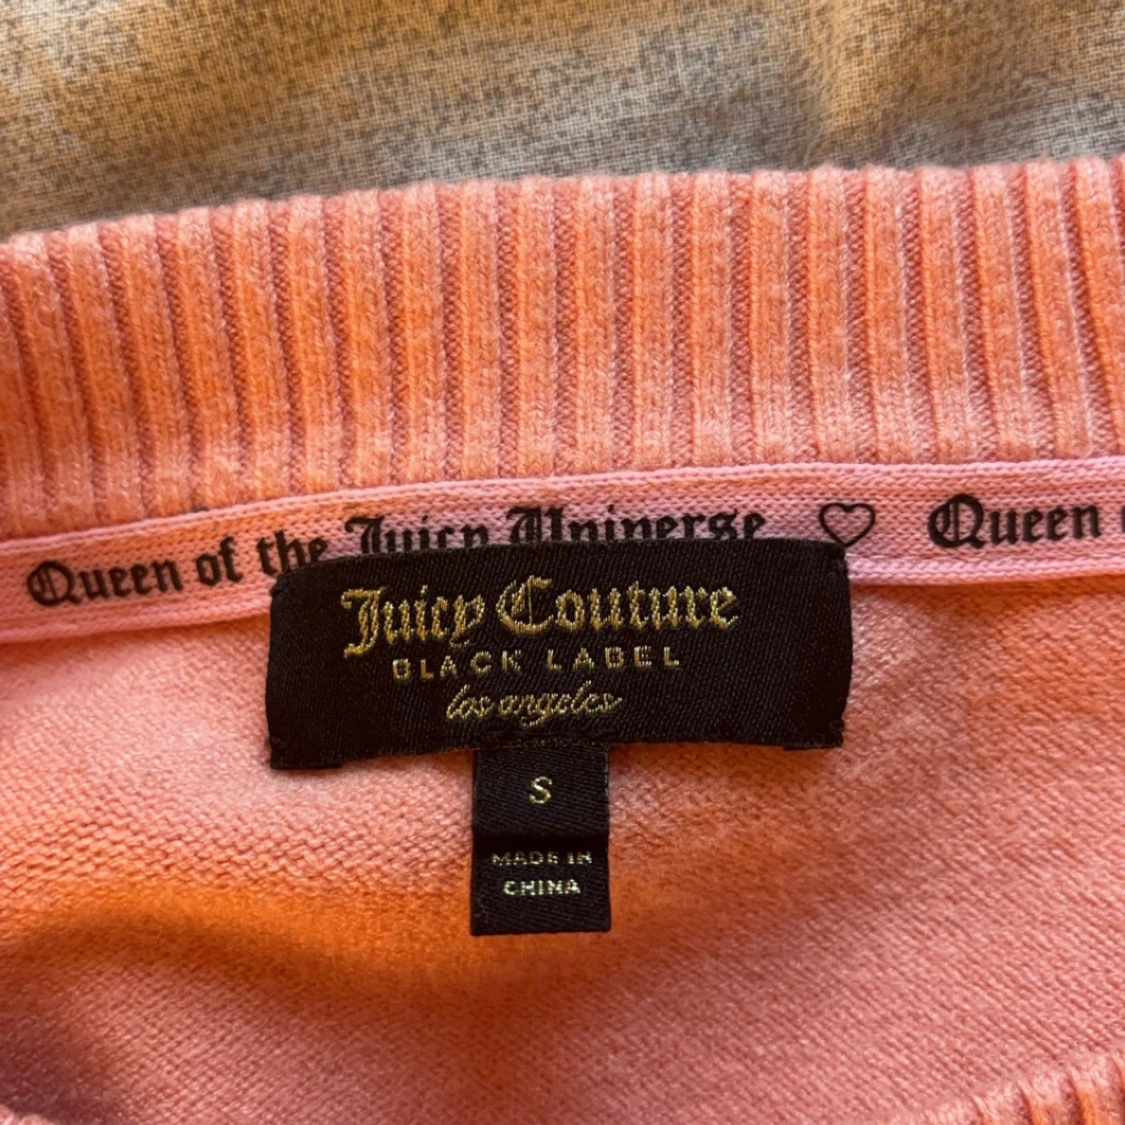 Queen of the Juicy Universe ♡ Queen
Juicy Couture
BLACK LABEL
los angeles
S
MADE IN
CHINA